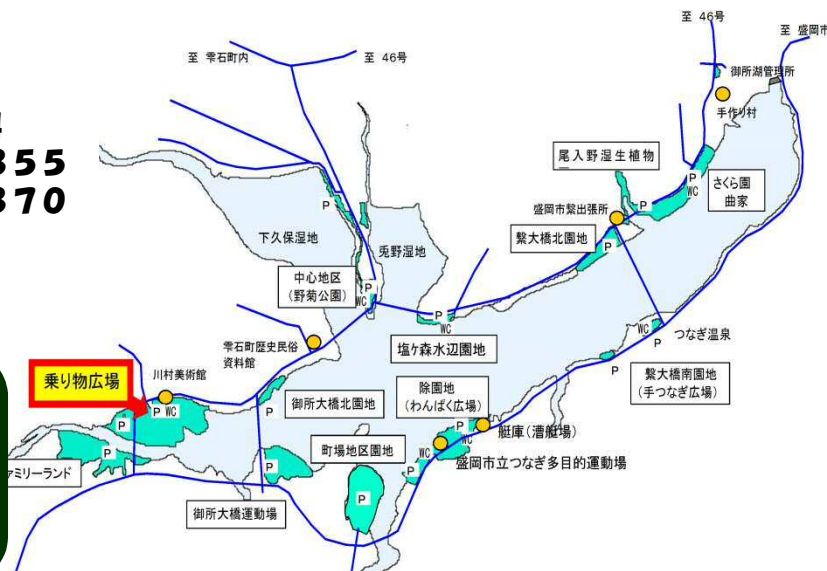 至 46号
至 盛岡市
至 雫石町内
至 46号
御所湖管理所
手作り村
355
370
尾入野湿生植物
P
WC
さくら園
曲家
P
盛岡市繋出張所
P
下久保湿地
兎野湿地
繋大橋北園地
P
中心地区
(野菊公園)
P
WC
P
WC
WC
P
つなぎ温泉
雫石町歴史民俗
資料館
塩ケ森水辺園地
P
繋大橋南園地
(手つなぎ広場)
乗り物広場
川村美術館
P WC
P
御所大橋北園地
P
除園地
(わんぱく広場)
P
WC
艇庫(漕艇場)
町場地区園地
WC
盛岡市立つなぎ多目的運動場
P
P
P
P
ァミリーランド
御所大橋運動場